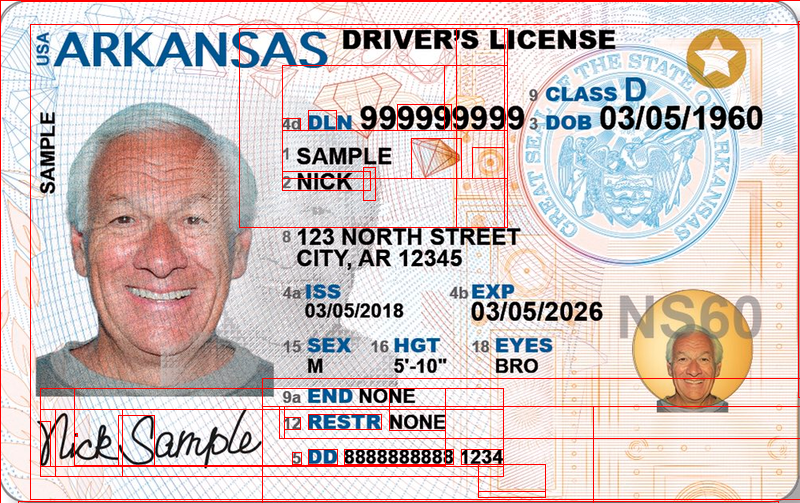 USA ARKANSAS DRIVER'S LICENSE
9 CLASS D
4d DLN 999999999 3 DOB 03/05/1960
SAMPLE
1 SAMPLE
2 NICK
GREAT SEAL OF THE STATE OF ARKANSAS
8 123 NORTH STREET
CITY, AR 12345
4a ISS 4b EXP
03/05/2018 03/05/2026
NS60
15 SEX 16 HGT 18 EYES
M 5'-10" BRO
9a END NONE
12 RESTR NONE
Nick Sample
5 DD 8888888888 1234